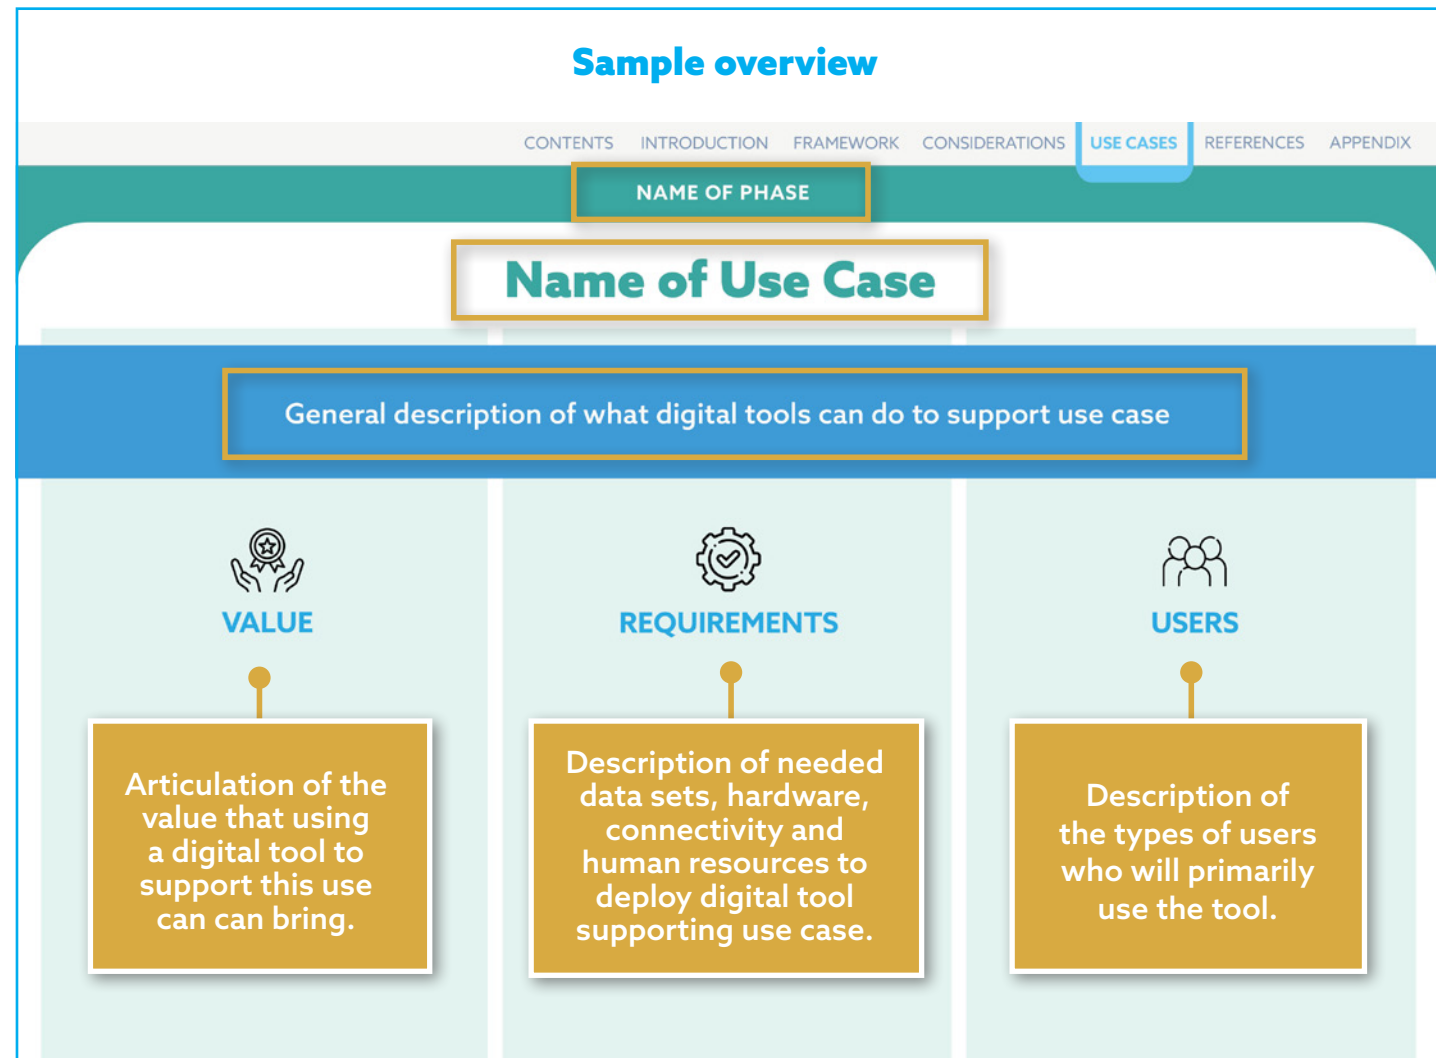 Sample overview
CONTENTS INTRODUCTION FRAMEWORK CONSIDERATIONS USE CASES REFERENCES APPENDIX
NAME OF PHASE
Name of Use Case
General description of what digital tools can do to support use case
VALUE
Articulation of the
value that using
a digital tool to
support this use
can can bring.
REQUIREMENTS
Description of needed
data sets, hardware,
connectivity and
human resources to
deploy digital tool
supporting use case.
USERS
Description of
the types of users
who will primarily
use the tool.